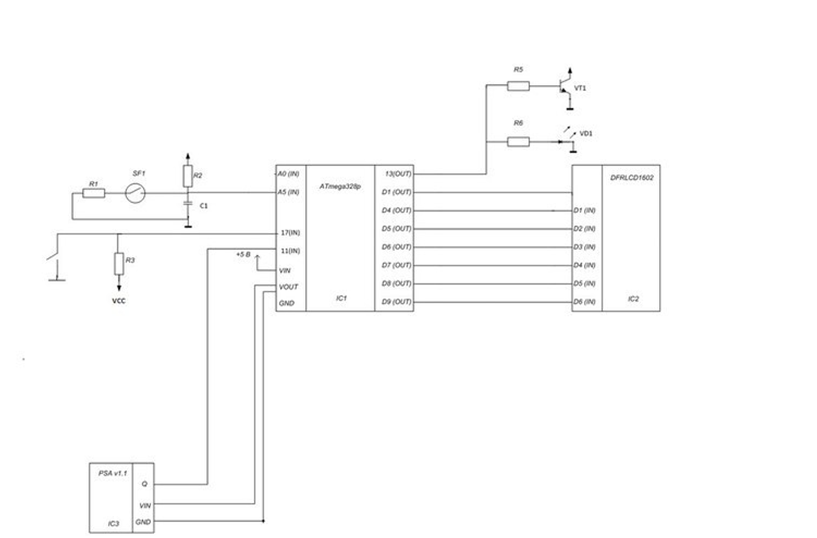 R5
VT1
R6
VD1
SF1
R1
R2
C1
R3
VCC
+5 В
A0 (IN)
A5 (IN)
17(IN)
11(IN)
VIN
VOUT
GND
ATmega328p
IC1
13(OUT)
D1 (OUT)
D4 (OUT)
D5 (OUT)
D6 (OUT)
D7 (OUT)
D8 (OUT)
D9 (OUT)
DFRLCD1602
D1 (IN)
D2 (IN)
D3 (IN)
D4 (IN)
D5 (IN)
D6 (IN)
IC2
PSA v1.1
Q
VIN
GND
IC3